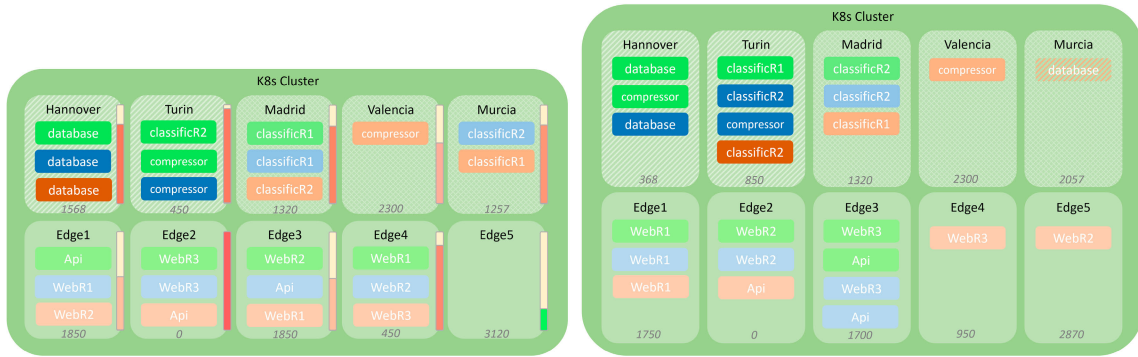 K8s Cluster
Hannover
database
database
database
1568
Turin
classificR2
compressor
compressor
450
Madrid
classificR1
classificR1
classificR2
1320
Valencia
compressor
2300
Murcia
classificR2
classificR1
1257
Edge1
Api
WebR1
WebR2
1850
Edge2
WebR3
WebR3
Api
0
Edge3
WebR2
Api
WebR1
1850
Edge4
WebR1
WebR2
WebR3
450
Edge5
3120
K8s Cluster
Hannover
database
compressor
database
368
Turin
classificR1
classificR2
compressor
classificR2
850
Madrid
classificR2
classificR2
classificR1
1320
Valencia
compressor
2300
Murcia
database
2057
Edge1
WebR1
WebR1
WebR1
1750
Edge2
WebR2
WebR2
Api
0
Edge3
WebR3
Api
WebR3
Api
1700
Edge4
WebR3
950
Edge5
WebR2
2870